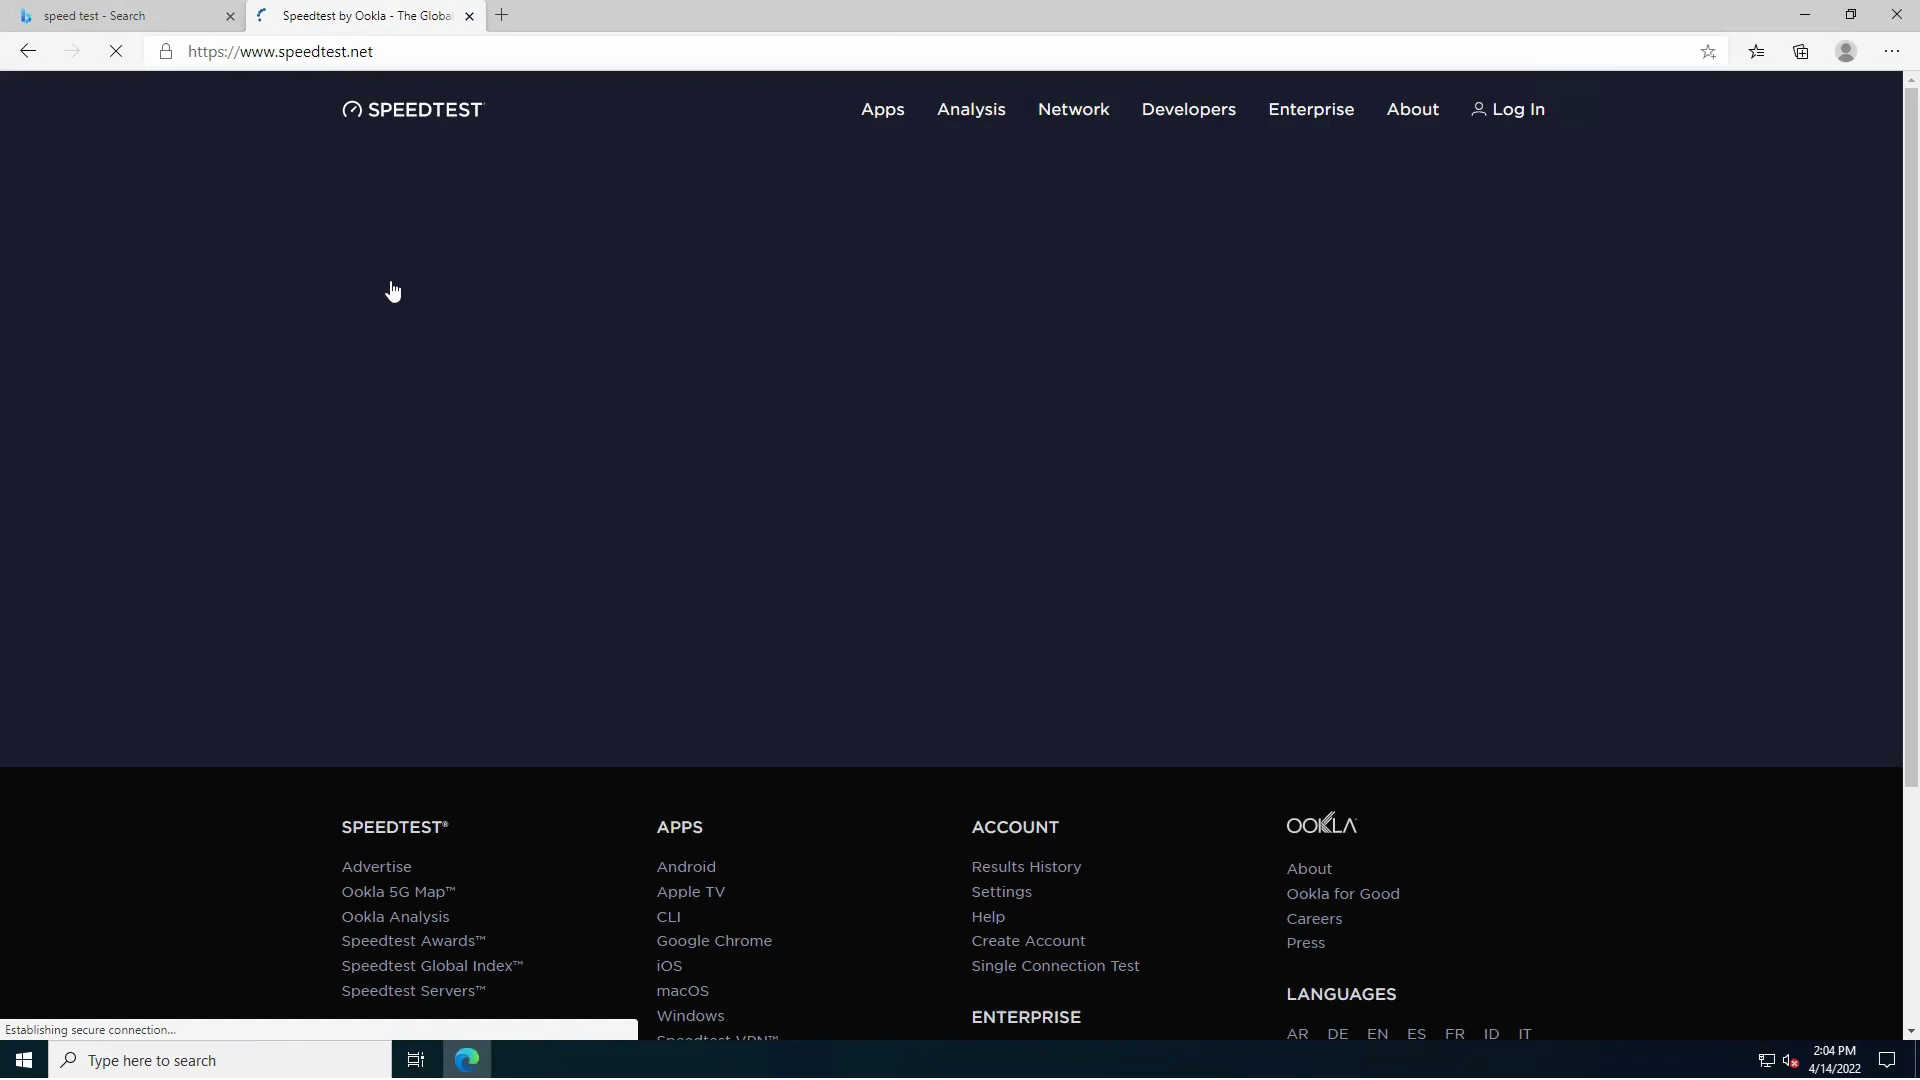 speed test - Search
Speedtest by Ookla - The Global
https://www.speedtest.net
SPEEDTEST
Apps Analysis Network Developers Enterprise About Log In
SPEEDTEST® APPS ACCOUNT OOKLA
Advertise Android Results History About
Ookla 5G Map™ Apple TV Settings Ookla for Good
Ookla Analysis CLI Help Careers
Speedtest Awards™ Google Chrome Create Account Press
Speedtest Global Index™ iOS Single Connection Test
Speedtest Servers™ macOS LANGUAGES
Windows ENTERPRISE
Speedtest VPN™ AR DE EN ES FR ID IT
Establishing secure connection...
Type here to search
2:04 PM
4/14/2022